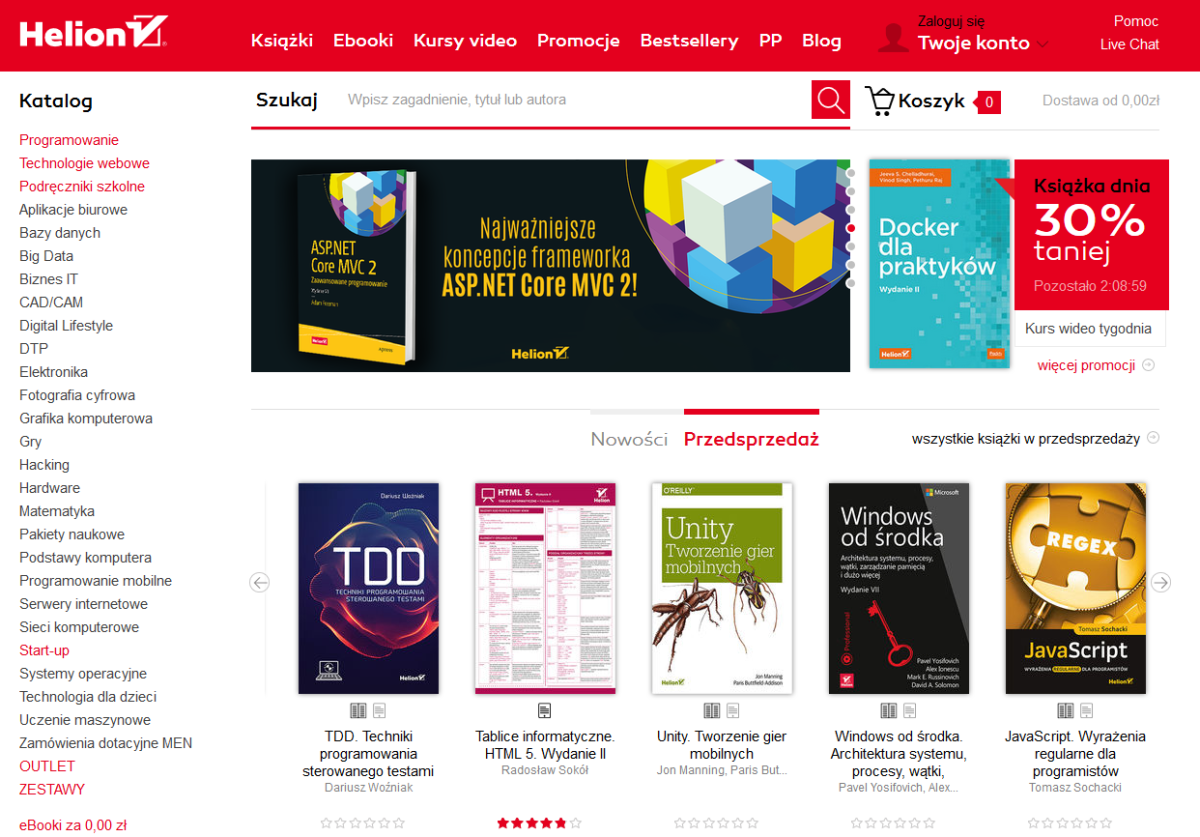 Helion
Książki
Ebooki
Kursy video
Promocje
Bestsellery
PP
Blog
Zaloguj się
Twoje konto
Pomoc
Live Chat
Katalog
Programowanie
Technologie webowe
Podręczniki szkolne
Aplikacje biurowe
Bazy danych
Big Data
Biznes IT
CAD/CAM
Digital Lifestyle
DTP
Elektronika
Fotografia cyfrowa
Grafika komputerowa
Gry
Hacking
Hardware
Matematyka
Pakiety naukowe
Podstawy komputera
Programowanie mobilne
Serwery internetowe
Sieci komputerowe
Start-up
Systemy operacyjne
Technologia dla dzieci
Uczenie maszynowe
Zamówienia dotacyjne MEN
OUTLET
ZESTAWY
eBooki za 0,00 zł
Szukaj
Wpisz zagadnienie, tytuł lub autora
Koszyk
0
Dostawa od 0,00zł
ASP.NET
Core MVC 2
Zaawansowane programowanie
Najważniejsze
koncepcje frameworka
ASP.NET Core MVC 2!
Helion
Jeeva S. Chelladhurai,
Vinod Singh, Pethuru Raj
Docker
dla
praktyków
Wydanie II
Helion
Packt
Książka dnia
30%
taniej
Pozostało 2:08:59
Kurs wideo tygodnia
więcej promocji
Nowości
Przedsprzedaż
wszystkie książki w przedsprzedaży
Dariusz Woźniak
TDD
TECHNIKI PROGRAMOWANIA
STEROWANEGO TESTAMI
Helion
TDD. Techniki
programowania
sterowanego testami
Dariusz Woźniak
HTML 5. Wydanie II
TABLICE INFORMATYCZNE
Helion
Tablice informatyczne.
HTML 5. Wydanie II
Radosław Sokół
O'REILLY
Unity
Tworzenie gier
mobilnych
Helion
Jon Manning
Paris Buttfield-Addison
Unity. Tworzenie gier
mobilnych
Jon Manning, Paris But...
Microsoft
Windows
od środka
Architektura systemu, procesy,
wątki, zarządzanie pamięcią
i dużo więcej
Wydanie VII
Professional
Pavel Yosifovich
Alex Ionescu
Mark E. Russinovich
David A. Solomon
Helion
Windows od środka.
Architektura systemu,
procesy, wątki,
Pavel Yosifovich, Alex...
REGEX
Tomasz Sochacki
JavaScript
WYRAŻENIA REGULARNE DLA PROGRAMISTÓW
Helion
JavaScript. Wyrażenia
regularne dla
programistów
Tomasz Sochacki